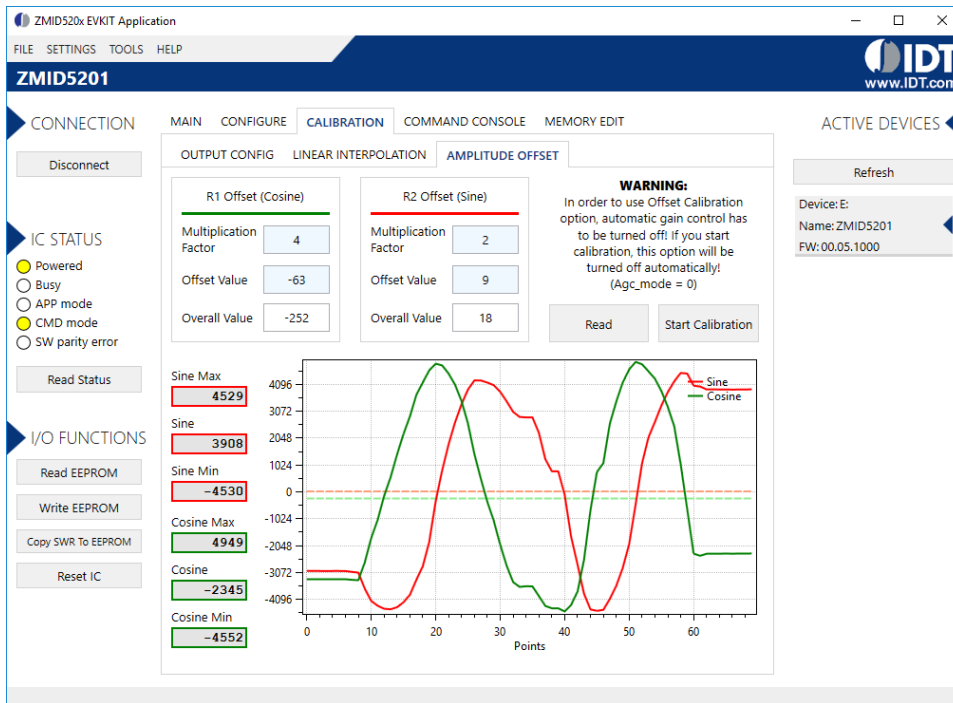 ZMID520x EVKIT Application
FILE SETTINGS TOOLS HELP
IDT
www.IDT.com
ZMID5201
CONNECTION
Disconnect
IC STATUS
Powered
Busy
APP mode
CMD mode
SW parity error
Read Status
I/O FUNCTIONS
Read EEPROM
Write EEPROM
Copy SWR To EEPROM
Reset IC
MAIN CONFIGURE CALIBRATION COMMAND CONSOLE MEMORY EDIT
OUTPUT CONFIG LINEAR INTERPOLATION AMPLITUDE OFFSET
R1 Offset (Cosine)
Multiplication
Factor
4
Offset Value -63
Overall Value -252
R2 Offset (Sine)
Multiplication
Factor
2
Offset Value 9
Overall Value 18
WARNING:
In order to use Offset Calibration
option, automatic gain control has
to be turned off! If you start
calibration, this option will be
turned off automatically!
(Agc_mode = 0)
Read Start Calibration
Sine Max
4529
Sine
3908
Sine Min
-4530
Cosine Max
4949
Cosine
-2345
Cosine Min
-4552
4096
3072
2048
1024
0
-1024
-2048
-3072
-4096
Sine
Cosine
0 10 20 30 40 50 60
Points
ACTIVE DEVICES
Refresh
Device: E:
Name: ZMID5201
FW: 00.05.1000